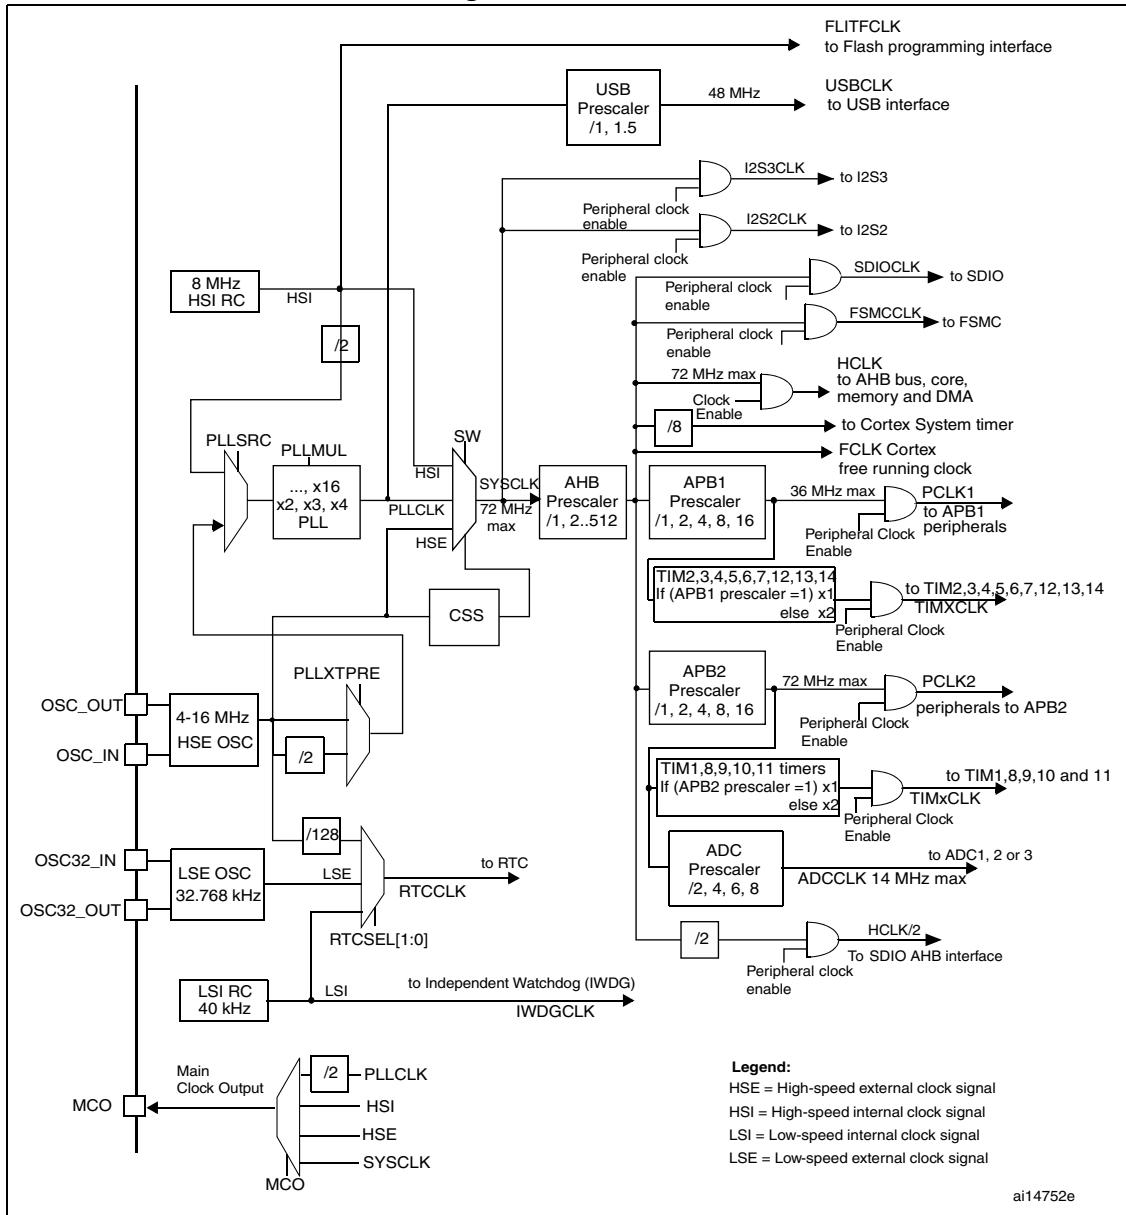 FLITFCLK
to Flash programming interface
USB
Prescaler
/1, 1.5
48 MHz
USBCLK
to USB interface
I2S3CLK
to I2S3
Peripheral clock
enable
I2S2CLK
to I2S2
Peripheral clock
enable
SDIOCLK
to SDIO
Peripheral clock
enable
FSMCCLK
to FSMC
Peripheral clock
enable
8 MHz
HSI RC
HSI
/2
HCLK
to AHB bus, core,
memory and DMA
72 MHz max
Clock
Enable
/8
to Cortex System timer
FCLK Cortex
free running clock
PLLSRC
PLLMUL
..., x16
x2, x3, x4
PLL
SW
HSI
PLLCLK
HSE
SYSCLK
72 MHz
max
AHB
Prescaler
/1, 2..512
APB1
Prescaler
/1, 2, 4, 8, 16
36 MHz max
PCLK1
to APB1
peripherals
Peripheral Clock
Enable
TIM2,3,4,5,6,7,12,13,14
If (APB1 prescaler =1) x1
else x2
to TIM2,3,4,5,6,7,12,13,14
TIMXCLK
Peripheral Clock
Enable
CSS
PLLXTPRE
OSC_OUT
OSC_IN
4-16 MHz
HSE OSC
/2
APB2
Prescaler
/1, 2, 4, 8, 16
72 MHz max
PCLK2
peripherals to APB2
Peripheral Clock
Enable
TIM1,8,9,10,11 timers
If (APB2 prescaler =1) x1
else x2
to TIM1,8,9,10 and 11
TIMxCLK
Peripheral Clock
Enable
/128
OSC32_IN
OSC32_OUT
LSE OSC
32.768 kHz
LSE
to RTC
RTCCLK
RTCSEL[1:0]
ADC
Prescaler
/2, 4, 6, 8
to ADC1, 2 or 3
ADCCLK 14 MHz max
/2
HCLK/2
To SDIO AHB interface
Peripheral clock
enable
LSI RC
40 kHz
LSI
to Independent Watchdog (IWDG)
IWDGCLK
Main
Clock Output
MCO
/2
PLLCLK
HSI
HSE
SYSCLK
MCO
Legend:
HSE = High-speed external clock signal
HSI = High-speed internal clock signal
LSI = Low-speed internal clock signal
LSE = Low-speed external clock signal
ai14752e